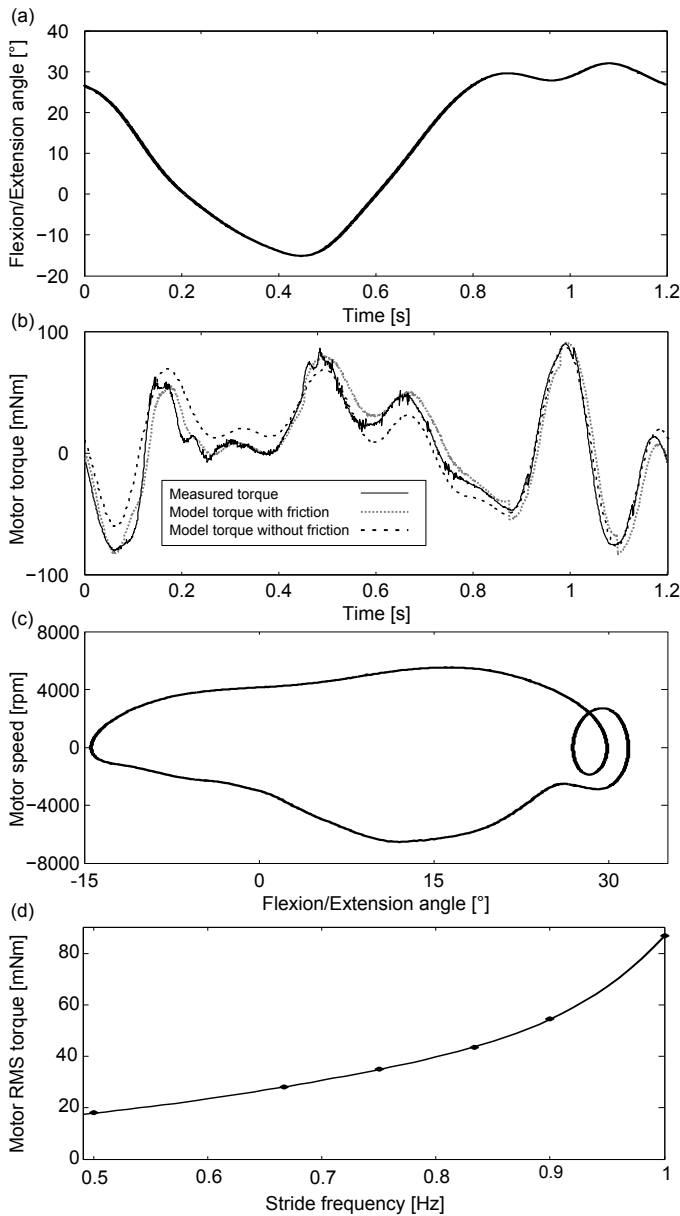 (a)
Flexion/Extension angle [°]
40
30
20
10
0
−10
−20
0 0.2 0.4 0.6 0.8 1 1.2
Time [s]
(b)
Motor torque [mNm]
100
0
−100
Measured torque
Model torque with friction
Model torque without friction
0 0.2 0.4 0.6 0.8 1 1.2
Time [s]
(c)
Motor speed [rpm]
8000
4000
0
−4000
−8000
-15 0 15 30
Flexion/Extension angle [°]
(d)
Motor RMS torque [mNm]
80
60
40
20
0
0.5 0.6 0.7 0.8 0.9 1
Stride frequency [Hz]